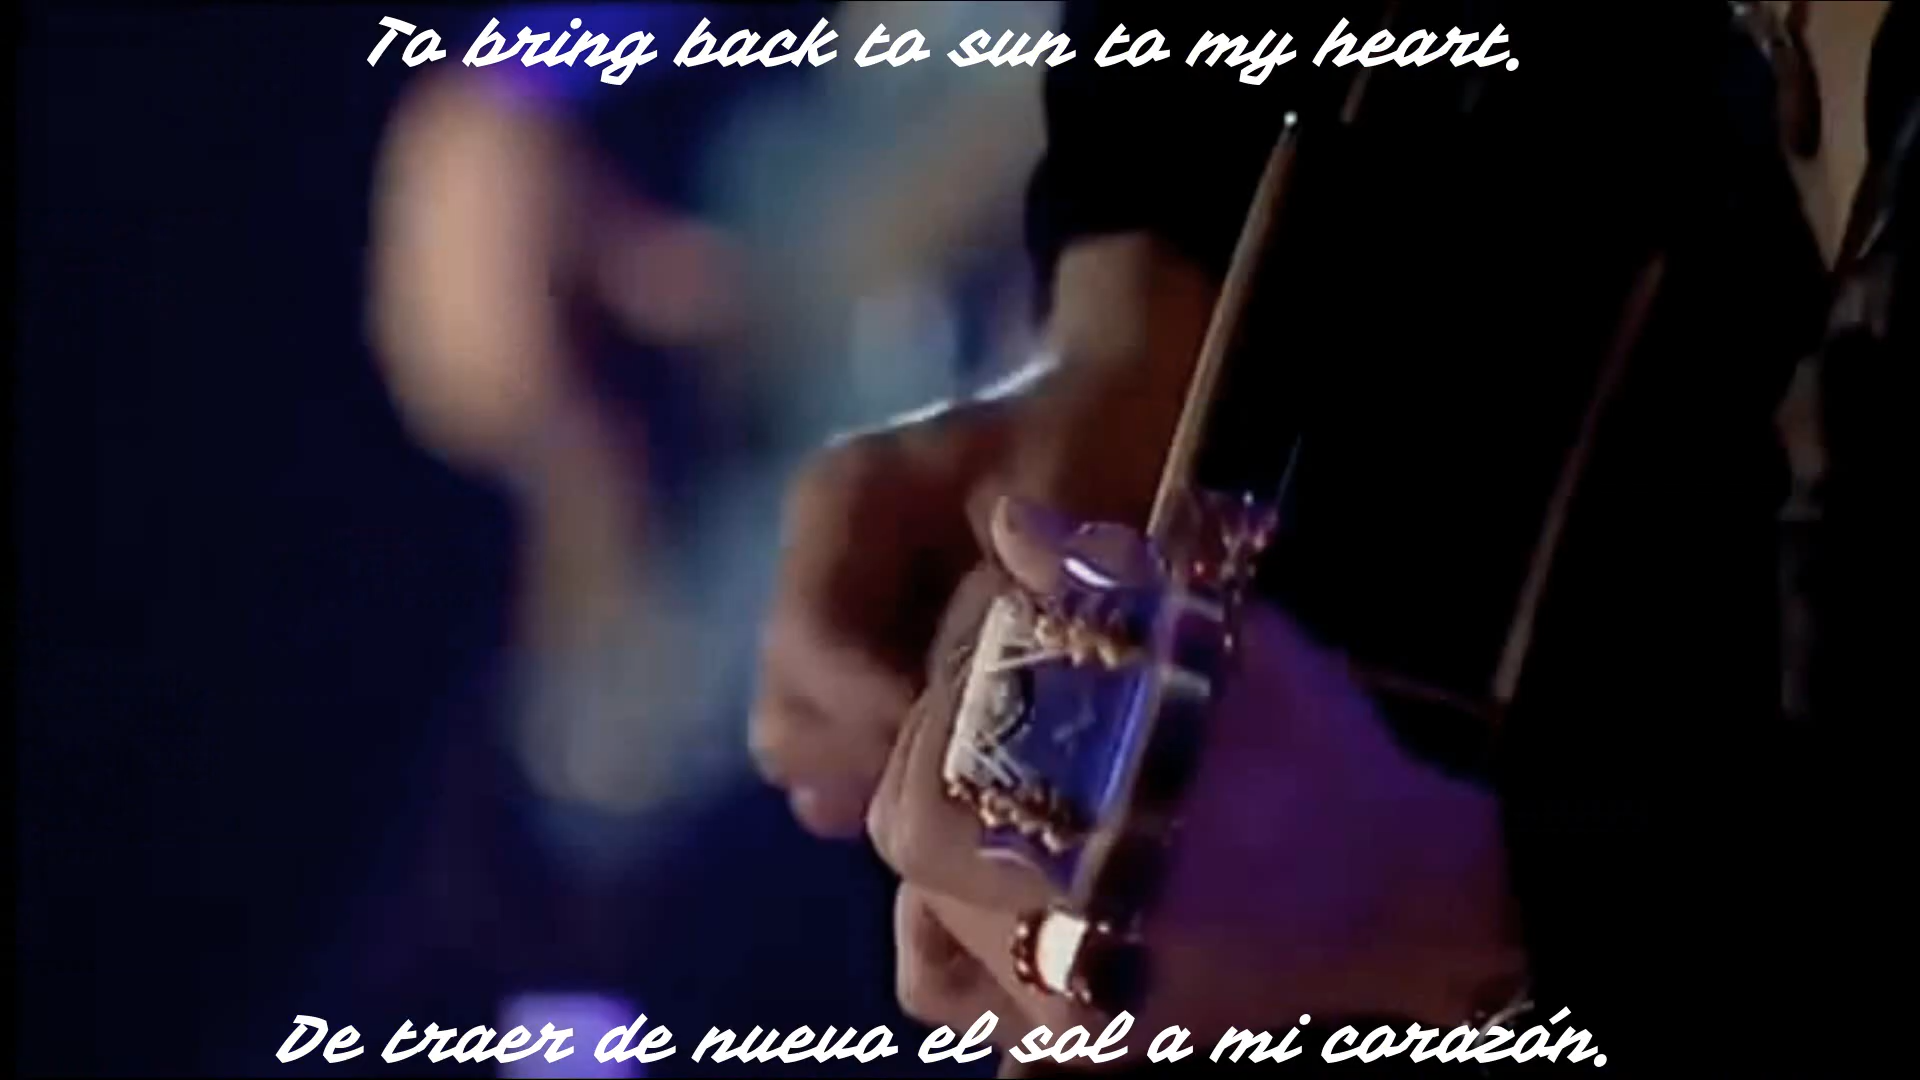 To bring back to sun to my heart.
De traer de nuevo el sol a mi corazón.